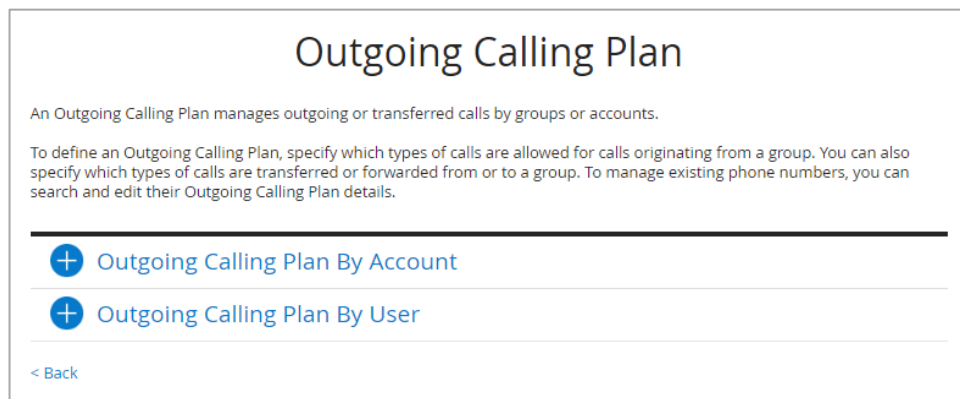 Outgoing Calling Plan
An Outgoing Calling Plan manages outgoing or transferred calls by groups or accounts.
To define an Outgoing Calling Plan, specify which types of calls are allowed for calls originating from a group. You can also
specify which types of calls are transferred or forwarded from or to a group. To manage existing phone numbers, you can
search and edit their Outgoing Calling Plan details.
Outgoing Calling Plan By Account
Outgoing Calling Plan By User
< Back